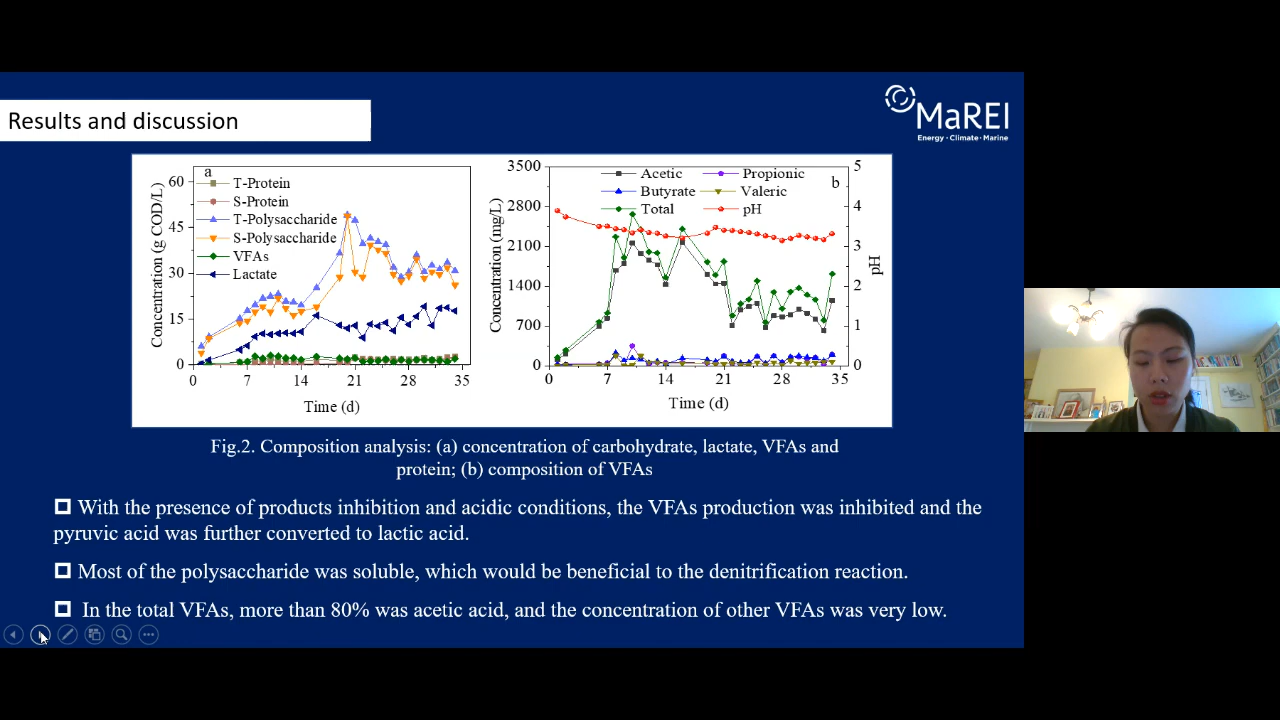 Results and discussion
MaREI
Energy · Climate · Marine
a
T-Protein
S-Protein
T-Polysaccharide
S-Polysaccharide
VFAs
Lactate
Concentration (g COD/L)
60
45
30
15
0
0 7 14 21 28 35
Time (d)
b
Acetic Propionic
Butyrate Valeric
Total pH
Concentration (mg/L)
3500
2800
2100
1400
700
0
5
4
3
2
1
0
pH
0 7 14 21 28 35
Time (d)
Fig.2. Composition analysis: (a) concentration of carbohydrate, lactate, VFAs and
protein; (b) composition of VFAs
With the presence of products inhibition and acidic conditions, the VFAs production was inhibited and the
pyruvic acid was further converted to lactic acid.
Most of the polysaccharide was soluble, which would be beneficial to the denitrification reaction.
In the total VFAs, more than 80% was acetic acid, and the concentration of other VFAs was very low.